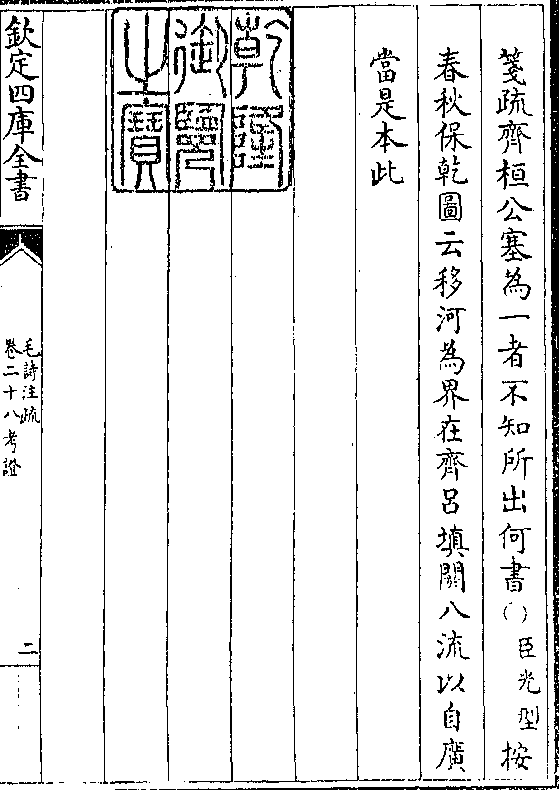 箋疏齊桓公塞為一者不知所出何書〇臣光型按
春秋保乾圖云移河為界在齊呂填闕八流以自廣
當是本此
乾隆
御覽
之寶
欽定四庫全書
毛詩注疏
卷二十八考證
二